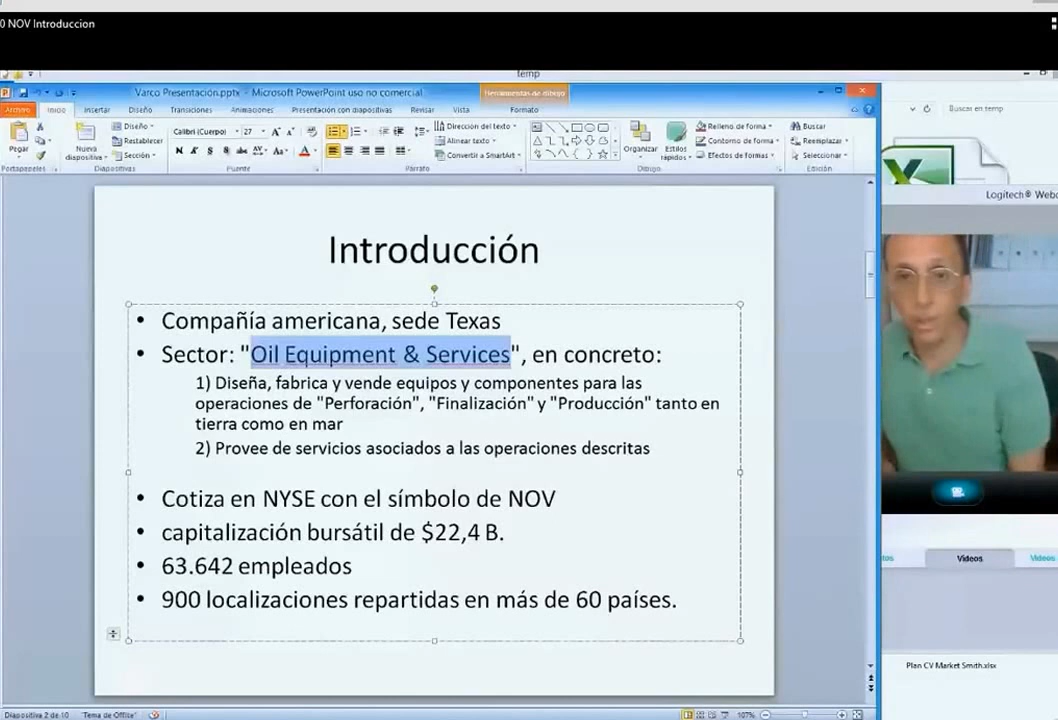 0 NOV Introduccion
temp
Varco Presentación.pptx - Microsoft PowerPoint uso no comercial
Herramientas de dibujo
Archivo Inicio Insertar Diseño Transiciones Animaciones Presentación con diapositivas Revisar Vista Formato
Buscar en temp
Pegar
Nueva diapositiva
Diseño
Restablecer
Sección
Calibri (Cuerpo) 27
Dirección del texto
Alinear texto
Convertir a SmartArt
Organizar
Estilos rápidos
Relleno de forma
Contorno de forma
Efectos de formas
Buscar
Reemplazar
Seleccionar
Portapapeles Diapositivas Fuente Párrafo Dibujo Edición
Logitech® Webc
Introducción
• Compañía americana, sede Texas
• Sector: "Oil Equipment & Services", en concreto:
1) Diseña, fabrica y vende equipos y componentes para las
operaciones de "Perforación", "Finalización" y "Producción" tanto en
tierra como en mar
2) Provee de servicios asociados a las operaciones descritas
• Cotiza en NYSE con el símbolo de NOV
• capitalización bursátil de $22,4 B.
• 63.642 empleados
• 900 localizaciones repartidas en más de 60 países.
tos Vídeos Vídeos
Plan CV Market Smith.xlsx
Diapositiva 2 de 10 "Tema de Office" 107%